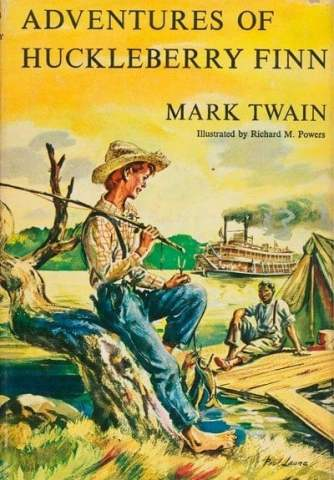 ADVENTURES OF
HUCKLEBERRY FINN
MARK TWAIN
Illustrated by Richard M. Powers